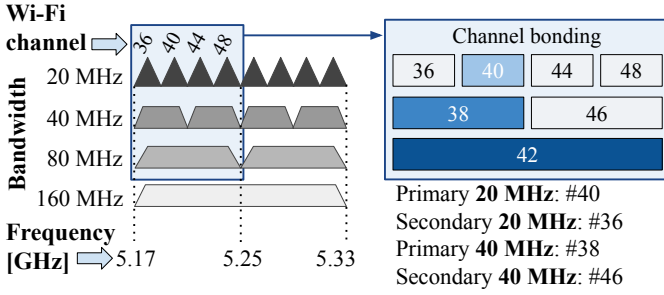 Wi-Fi
channel
36 40 44 48
20 MHz
40 MHz
80 MHz
160 MHz
Bandwidth
Frequency
[GHz]
5.17 5.25 5.33
Channel bonding
36 40 44 48
38 46
42
Primary 20 MHz: #40
Secondary 20 MHz: #36
Primary 40 MHz: #38
Secondary 40 MHz: #46